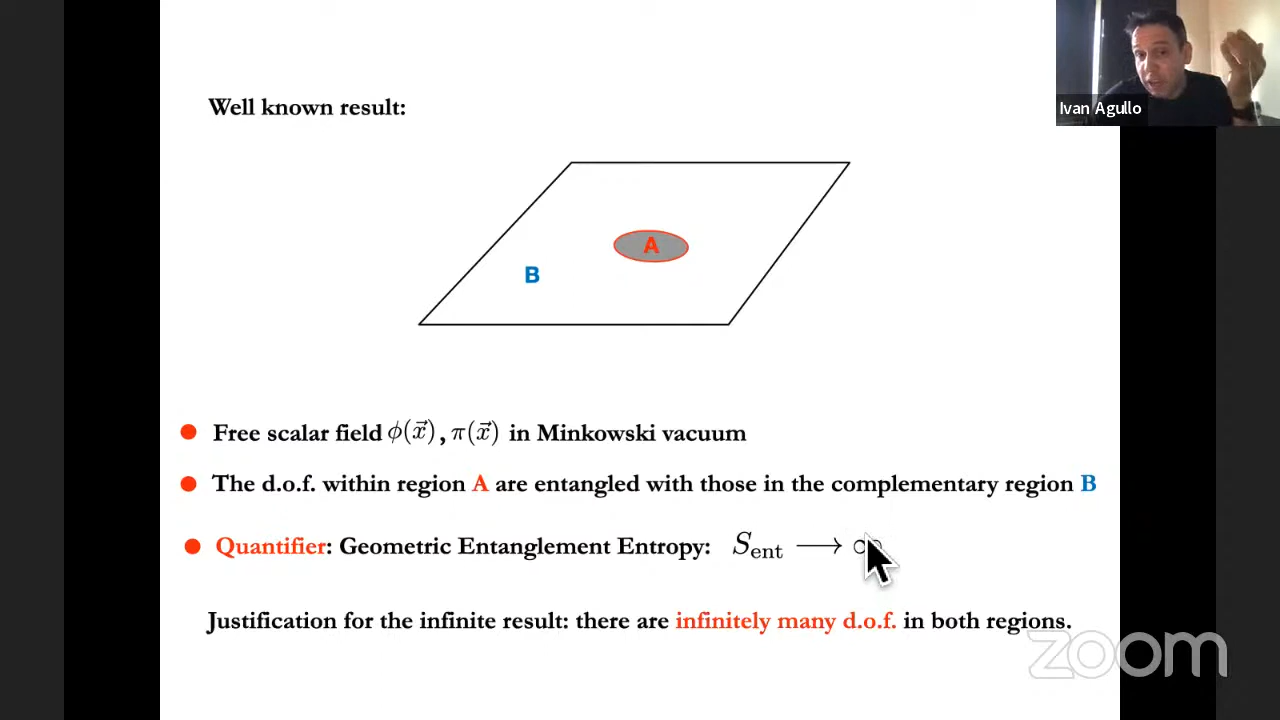 Well known result:
Ivan Agullo
A
B
Free scalar field ϕ(x⃗), π(x⃗) in Minkowski vacuum
The d.o.f. within region A are entangled with those in the complementary region B
Quantifier: Geometric Entanglement Entropy: S_ent ⟶ ∞
Justification for the infinite result: there are infinitely many d.o.f. in both regions.
zoom